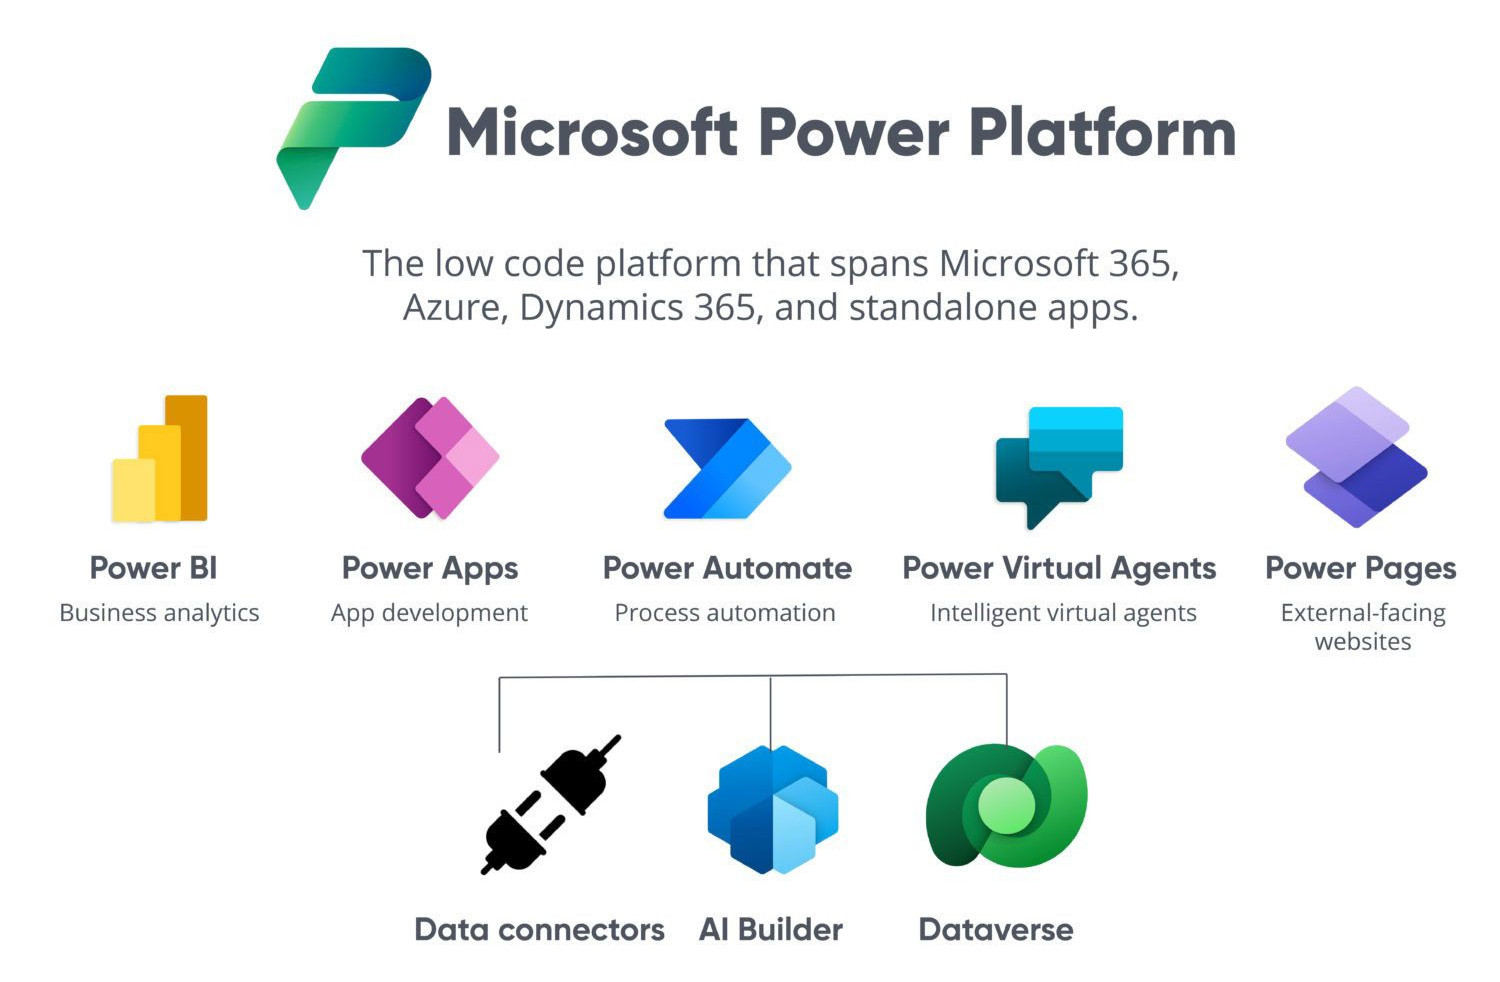 Microsoft Power Platform
The low code platform that spans Microsoft 365,
Azure, Dynamics 365, and standalone apps.
Power BI
Business analytics
Power Apps
App development
Power Automate
Process automation
Power Virtual Agents
Intelligent virtual agents
Power Pages
External-facing
websites
Data connectors
AI Builder
Dataverse